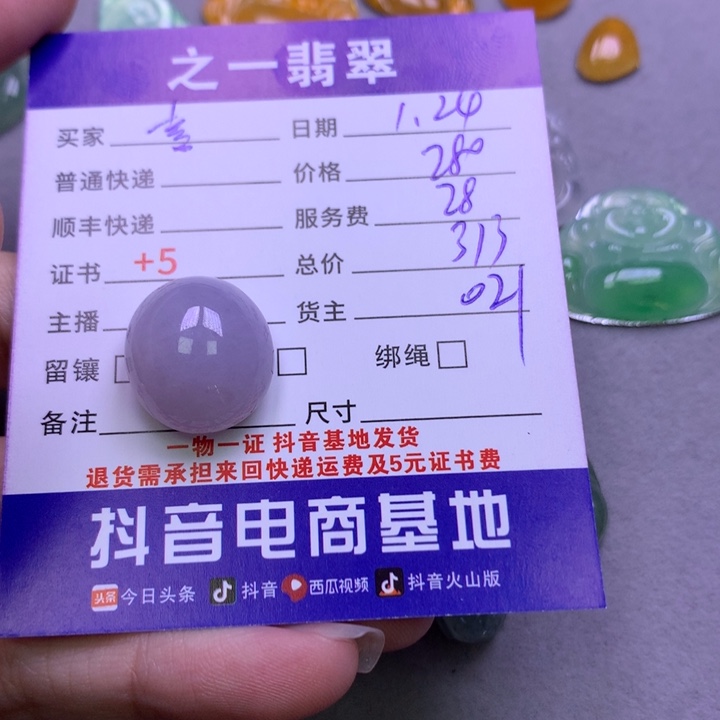 之一翡翠
买家 日期 1.24
普通快递 价格 280
顺丰快递 服务费 28
证书 +5 总价 313
主播 货主 021
留镶 绑绳
备注 尺寸
一物一证 抖音基地发货
退货需承担来回快递运费及5元证书费
抖音电商基地
头条 今日头条 抖音 西瓜视频 抖音火山版